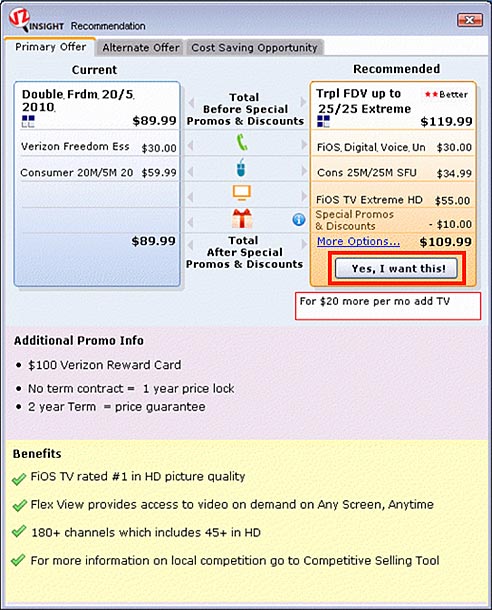 VZ INSIGHT Recommendation
Primary Offer Alternate Offer Cost Saving Opportunity
Current
Double, Frdm, 20/5, 2010,
$89.99
Verizon Freedom Ess $30.00
Consumer 20M/5M 20 $59.99
$89.99
Total
Before Special
Promos & Discounts
Total
After Special
Promos & Discounts
Recommended
Trpl FDV up to ★★Better
25/25 Extreme
$119.99
FiOS, Digital, Voice, Un $30.00
Cons 25M/25M SFU $34.99
FiOS TV Extreme HD $55.00
Special Promos
& Discounts - $10.00
More Options... $109.99
Yes, I want this!
For $20 more per mo add TV
Additional Promo Info
• $100 Verizon Reward Card
• No term contract = 1 year price lock
• 2 year Term = price guarantee
Benefits
FiOS TV rated #1 in HD picture quality
Flex View provides access to video on demand on Any Screen, Anytime
180+ channels which includes 45+ in HD
For more information on local competition go to Competitive Selling Tool